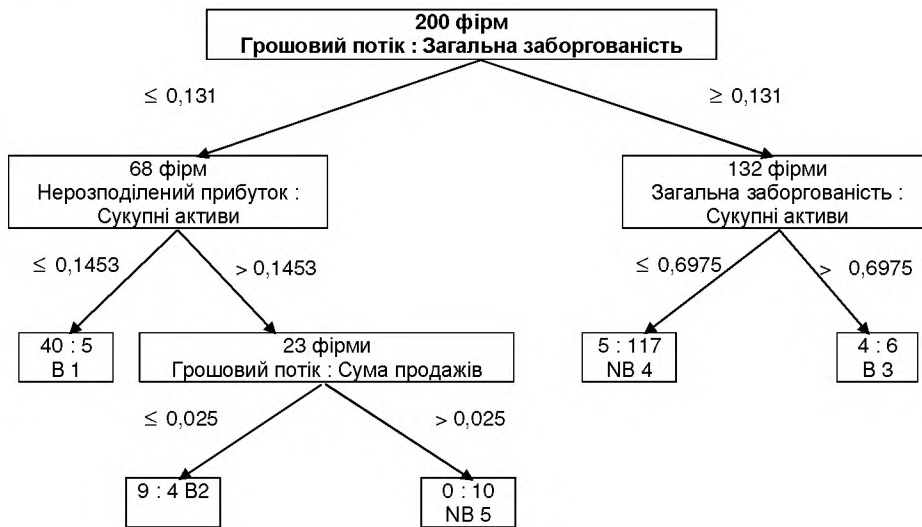 200 фірм
Грошовий потік : Загальна заборгованість
≤ 0,131
≥ 0,131
68 фірм
Нерозподілений прибуток :
Сукупні активи
132 фірми
Загальна заборгованість :
Сукупні активи
≤ 0,1453
> 0,1453
≤ 0,6975
> 0,6975
40 : 5
В 1
23 фірми
Грошовий потік : Сума продажів
5 : 117
NB 4
4 : 6
В 3
≤ 0,025
> 0,025
9 : 4 В2
0 : 10
NB 5